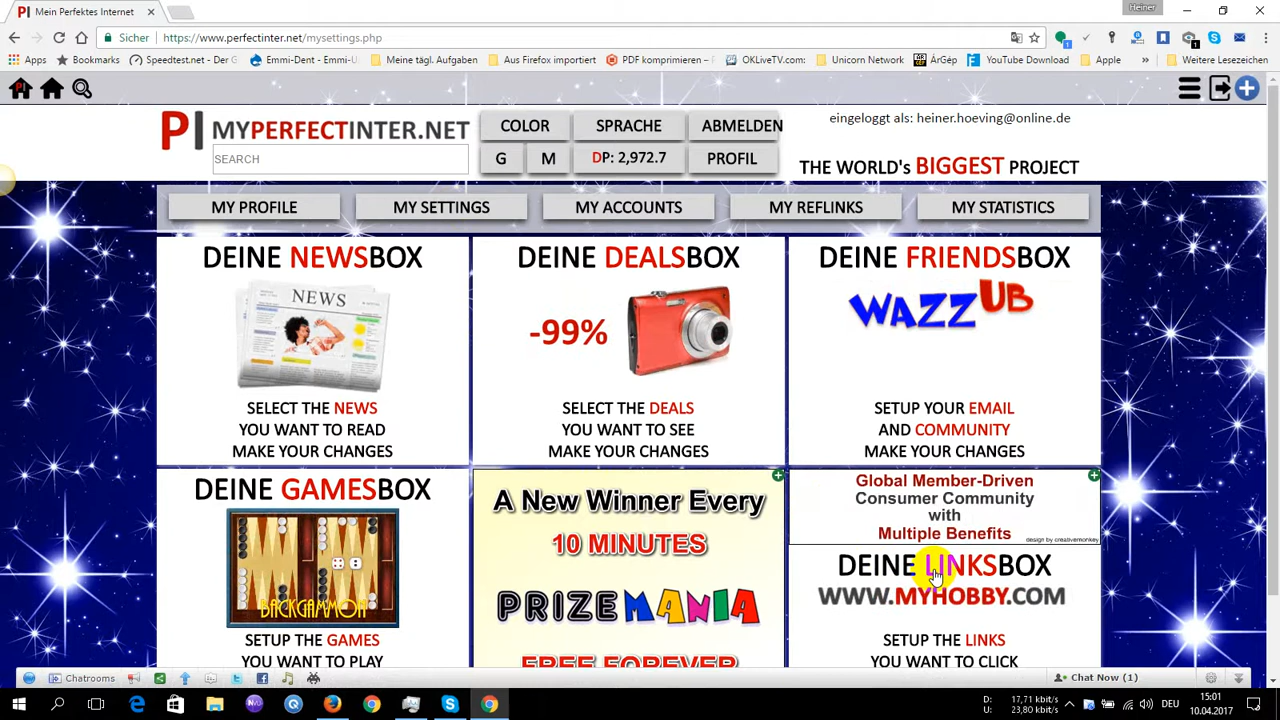 Mein Perfektes Internet
Heiner
Sicher
https://www.perfectinter.net/mysettings.php
Apps
Bookmarks
Speedtest.net - Der G
Emmi-Dent - Emmi-U
Meine tägl. Aufgaben
Aus Firefox importiert
PDF komprimieren – F
OKLiveTV.com: World
Unicorn Network
ÄrGep
YouTube Download
Apple
»
Weitere Lesezeichen
PI MYPERFECTINTER.NET
SEARCH
COLOR
SPRACHE
ABMELDEN
G
M
DP: 2,972.7
PROFIL
eingeloggt als: heiner.hoeving@online.de
THE WORLD's BIGGEST PROJECT
MY PROFILE
MY SETTINGS
MY ACCOUNTS
MY REFLINKS
MY STATISTICS
DEINE NEWSBOX
NEWS
SELECT THE NEWS
YOU WANT TO READ
MAKE YOUR CHANGES
DEINE DEALSBOX
-99%
SELECT THE DEALS
YOU WANT TO SEE
MAKE YOUR CHANGES
DEINE FRIENDSBOX
WAZZUB
SETUP YOUR EMAIL
AND COMMUNITY
MAKE YOUR CHANGES
DEINE GAMESBOX
BACKGAMMON
SETUP THE GAMES
YOU WANT TO PLAY
A New Winner Every
10 MINUTES
PRIZEMANIA
FREE FOREVER
Global Member-Driven
Consumer Community
with
Multiple Benefits
design by creativemonkey
DEINE LINKSBOX
WWW.MYHOBBY.COM
SETUP THE LINKS
YOU WANT TO CLICK
Chatrooms
Chat Now (1)
D: 17,71 kbit/s
U: 23,80 kbit/s
DEU
15:01
10.04.2017